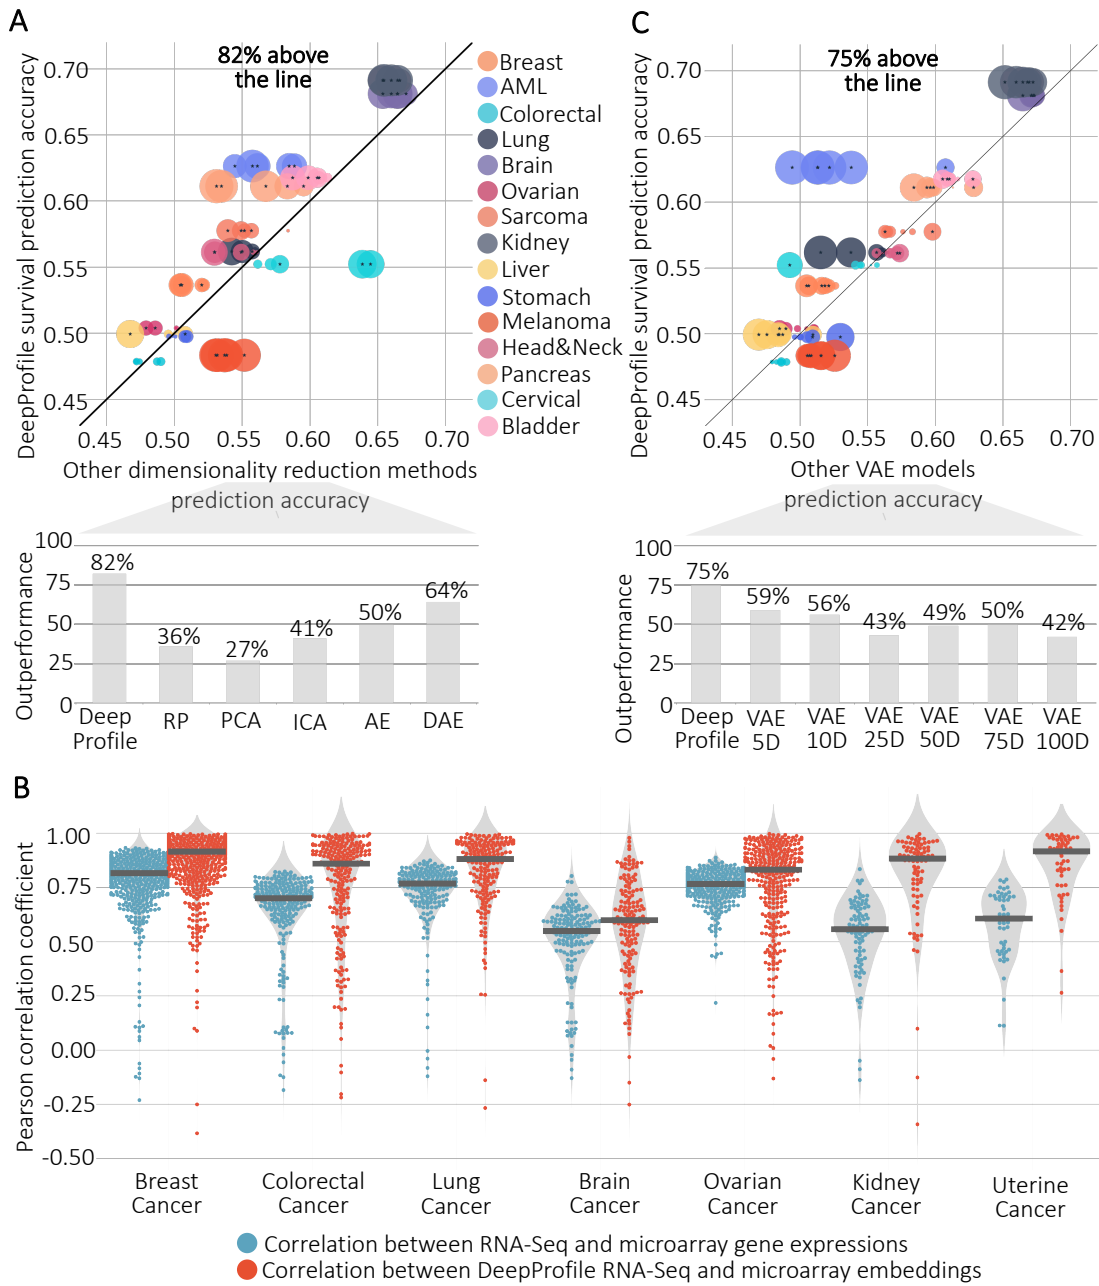 A
DeepProfile survival prediction accuracy
0.70
0.65
0.60
0.55
0.50
0.45
82% above
the line
0.45 0.50 0.55 0.60 0.65 0.70
Other dimensionality reduction methods
prediction accuracy
Breast
AML
Colorectal
Lung
Brain
Ovarian
Sarcoma
Kidney
Liver
Stomach
Melanoma
Head&Neck
Pancreas
Cervical
Bladder
C
DeepProfile survival prediction accuracy
0.70
0.65
0.60
0.55
0.50
0.45
75% above
the line
0.45 0.50 0.55 0.60 0.65 0.70
Other VAE models
prediction accuracy
Outperformance
100
75
50
25
0
82%
36%
27%
41%
50%
64%
Deep
Profile
RP
PCA
ICA
AE
DAE
Outperformance
100
75
50
25
0
75%
59%
56%
43%
49%
50%
42%
Deep
Profile
VAE
5D
VAE
10D
VAE
25D
VAE
50D
VAE
75D
VAE
100D
B
Pearson correlation coefficient
1.00
0.75
0.50
0.25
0.00
-0.25
-0.50
Breast
Cancer
Colorectal
Cancer
Lung
Cancer
Brain
Cancer
Ovarian
Cancer
Kidney
Cancer
Uterine
Cancer
Correlation between RNA-Seq and microarray gene expressions
Correlation between DeepProfile RNA-Seq and microarray embeddings